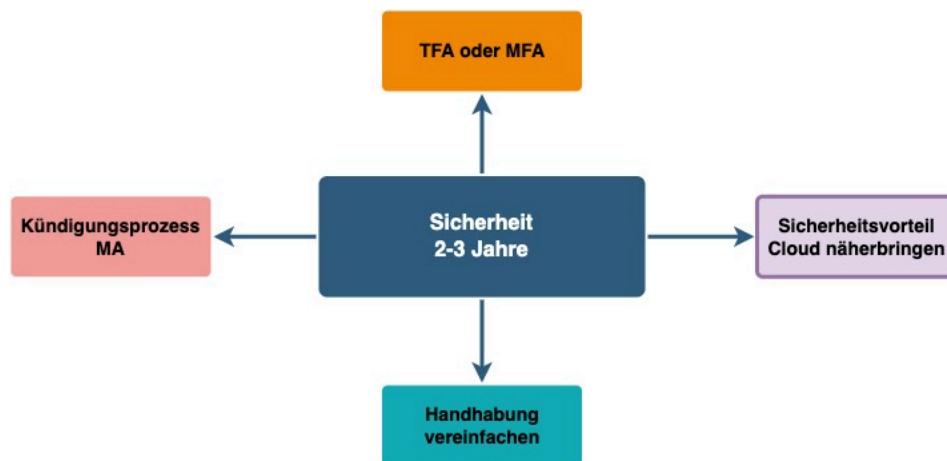 TFA oder MFA
Kündigungsprozess
MA
Sicherheit
2-3 Jahre
Sicherheitsvorteil
Cloud näherbringen
Handhabung
vereinfachen